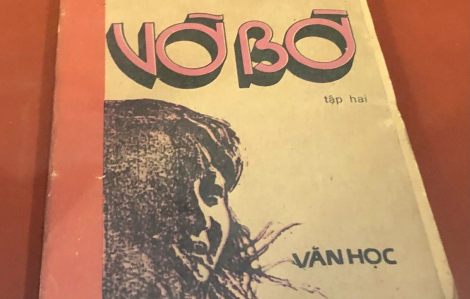 VỠ BỜ
tập hai
VĂN HỌC